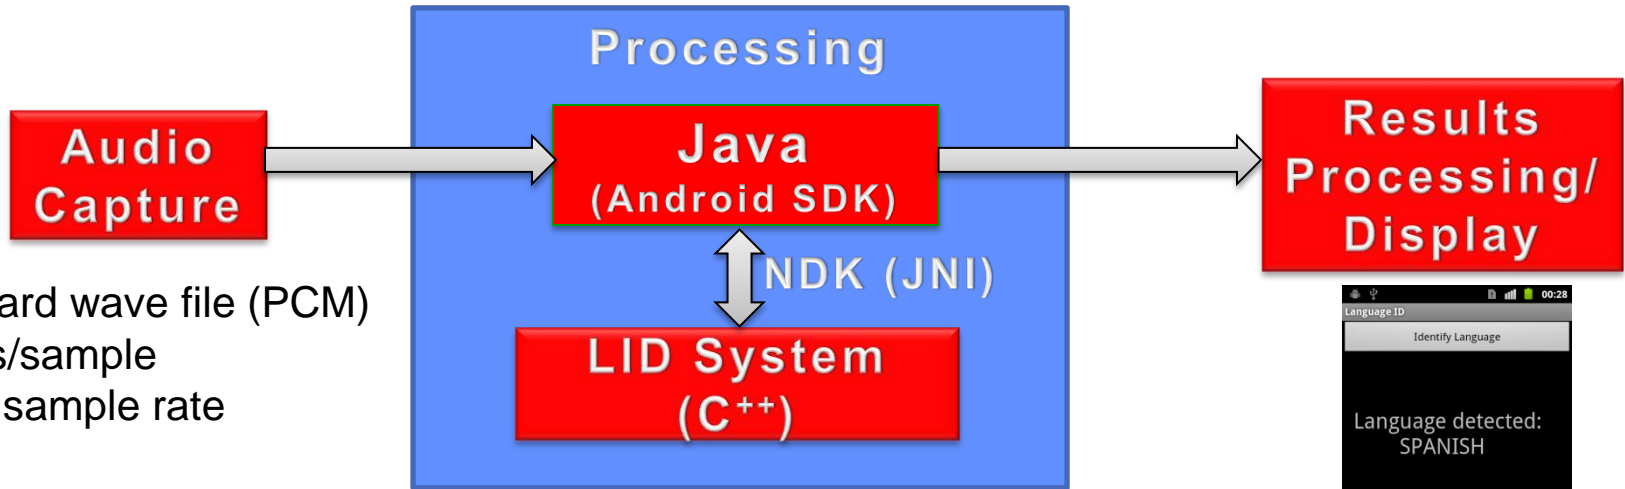 Processing
Audio
Capture
Java
(Android SDK)
NDK (JNI)
LID System
(C++)
Results
Processing/
Display
ard wave file (PCM)
s/sample
sample rate
00:28
Language ID
Identify Language
Language detected:
SPANISH